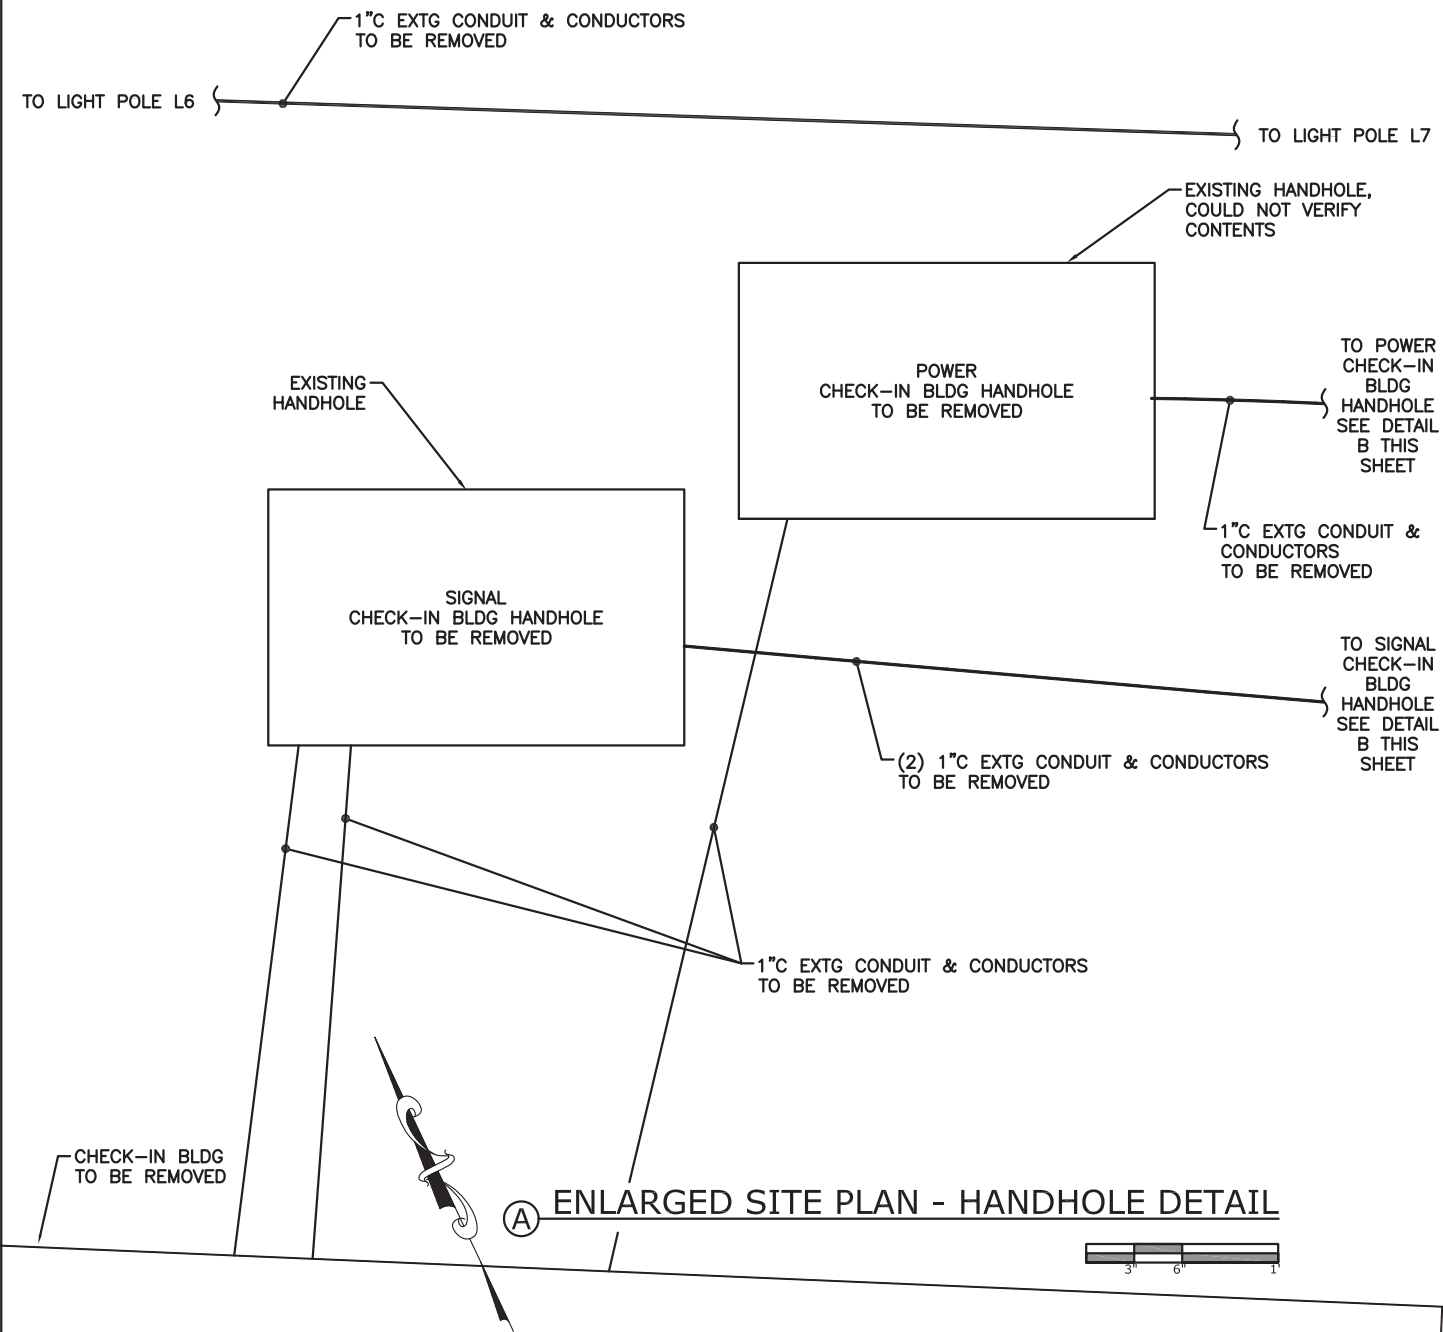 1"C EXTG CONDUIT & CONDUCTORS
TO BE REMOVED
TO LIGHT POLE L6
TO LIGHT POLE L7
EXISTING HANDHOLE,
COULD NOT VERIFY
CONTENTS
POWER
CHECK-IN BLDG HANDHOLE
TO BE REMOVED
TO POWER
CHECK-IN
BLDG
HANDHOLE
SEE DETAIL
B THIS
SHEET
EXISTING
HANDHOLE
1"C EXTG CONDUIT &
CONDUCTORS
TO BE REMOVED
SIGNAL
CHECK-IN BLDG HANDHOLE
TO BE REMOVED
TO SIGNAL
CHECK-IN
BLDG
HANDHOLE
SEE DETAIL
B THIS
SHEET
(2) 1"C EXTG CONDUIT & CONDUCTORS
TO BE REMOVED
1"C EXTG CONDUIT & CONDUCTORS
TO BE REMOVED
CHECK-IN BLDG
TO BE REMOVED
A ENLARGED SITE PLAN - HANDHOLE DETAIL
3" 6" 1'